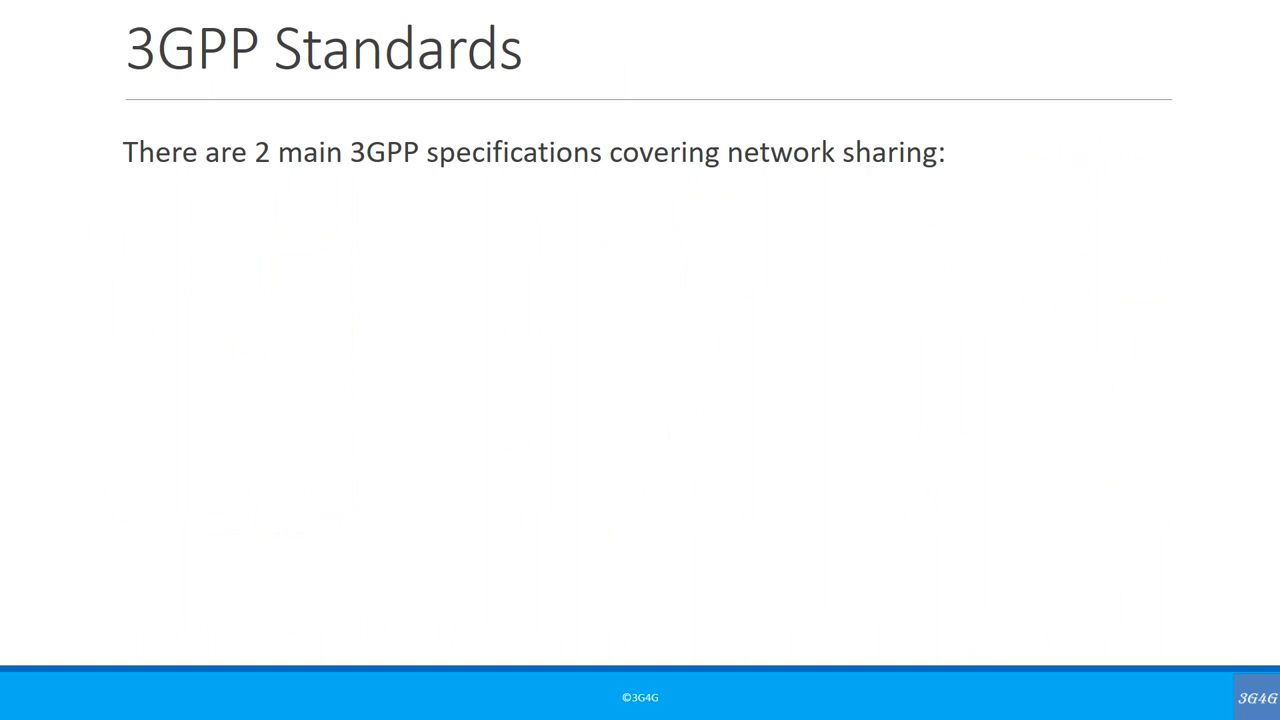 3GPP Standards
There are 2 main 3GPP specifications covering network sharing:
©3G4G
3G4G